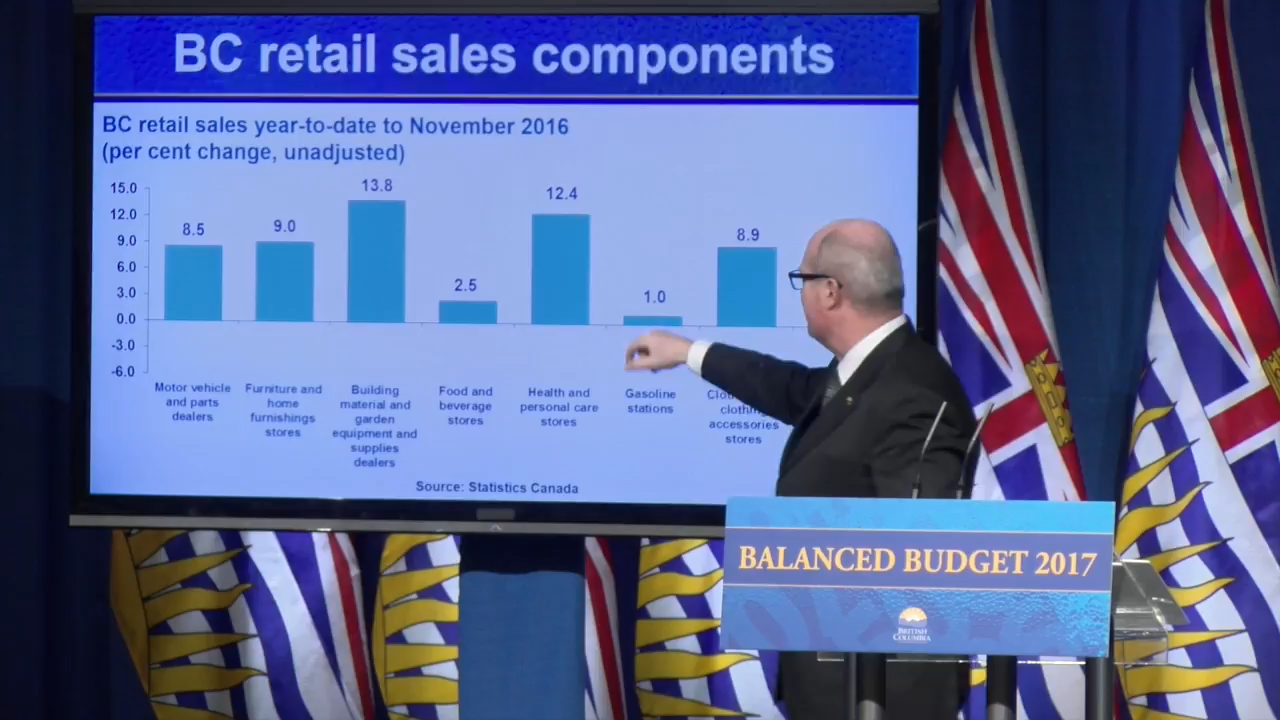 BC retail sales components
BC retail sales year-to-date to November 2016
(per cent change, unadjusted)
15.0
12.0
9.0
6.0
3.0
0.0
-3.0
-6.0
8.5
9.0
13.8
2.5
12.4
1.0
8.9
Motor vehicle
and parts
dealers
Furniture and
home
furnishings
stores
Building
material and
garden
equipment and
supplies
dealers
Food and
beverage
stores
Health and
personal care
stores
Gasoline
stations
clothing
accessories
stores
Source: Statistics Canada
BALANCED BUDGET 2017
BRITISH
COLUMBIA